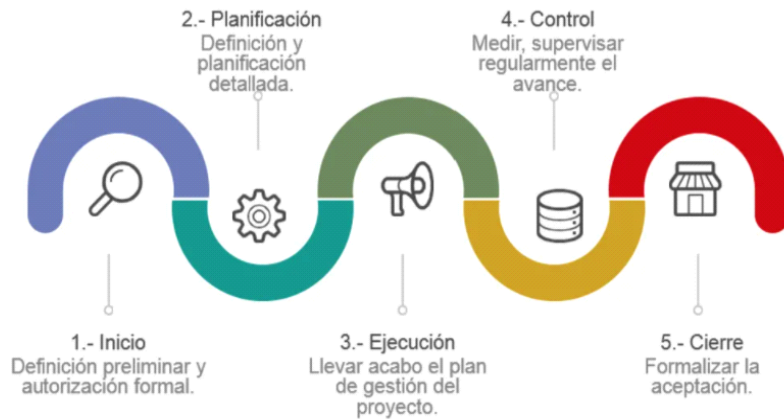 2.- Planificación
Definición y
planificación
detallada.
4.- Control
Medir, supervisar
regularmente el
avance.
1.- Inicio
Definición preliminar y
autorización formal.
3.- Ejecución
Llevar acabo el plan
de gestión del
proyecto.
5.- Cierre
Formalizar la
aceptación.